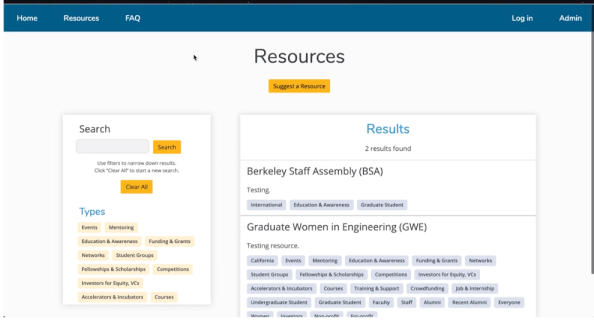 Home Resources FAQ Log in Admin
Resources
Suggest a Resource
Search
Search
Use filters to narrow down results.
Click "Clear All" to start a new search.
Clear All
Types
Events Mentoring
Education & Awareness Funding & Grants
Networks Student Groups
Fellowships & Scholarships Competitions
Investors for Equity, VCs
Accelerators & Incubators Courses
Results
2 results found
Berkeley Staff Assembly (BSA)
Testing.
International Education & Awareness Graduate Student
Graduate Women in Engineering (GWE)
Testing resource.
California Events Mentoring Education & Awareness Funding & Grants Networks
Student Groups Fellowships & Scholarships Competitions Investors for Equity, VCs
Accelerators & Incubators Courses Training & Support Crowdfunding Job & Internship
Undergraduate Student Graduate Student Faculty Staff Alumni Recent Alumni Everyone
Women Investors Non-profit For-profit